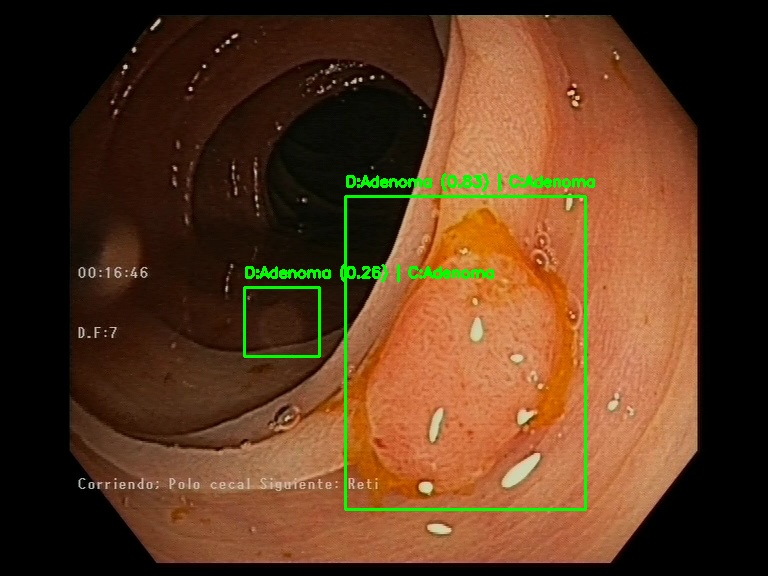 D:Adenoma (0.83) | C:Adenoma
D:Adenoma (0.26) | C:Adenoma
00:16:46
D.F:7
Corriendo: Polo cecal Siguiente: Reti